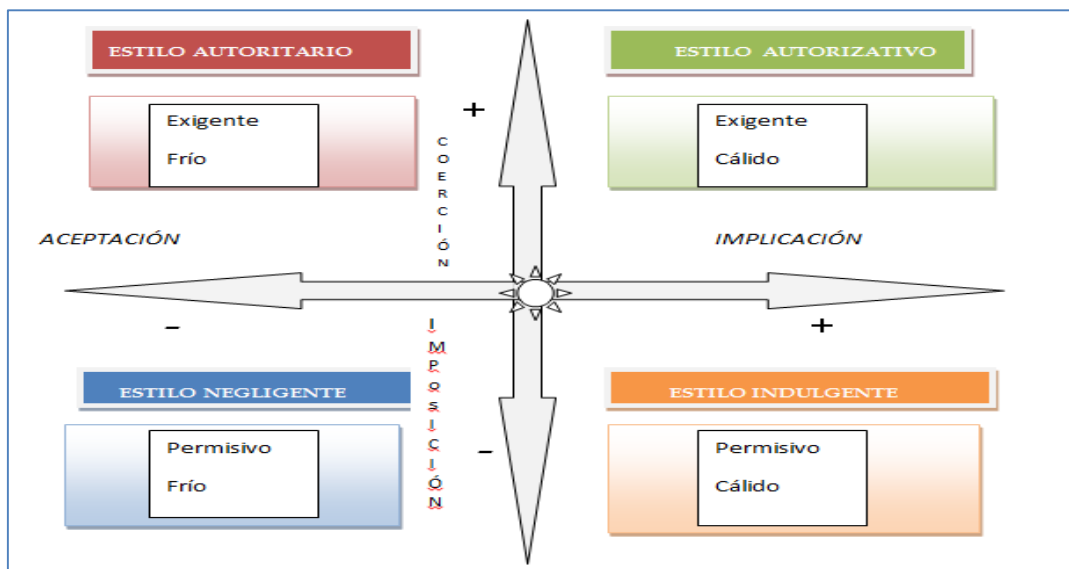 ESTILO AUTORITARIO
ESTILO AUTORIZATIVO
Exigente
Frío
+
COERCIÓN
Exigente
Cálido
ACEPTACIÓN
IMPLICACIÓN
-
IMPosICIÓN
+
ESTILO NEGLIGENTE
ESTILO INDULGENTE
Permisivo
Frío
-
Permisivo
Cálido